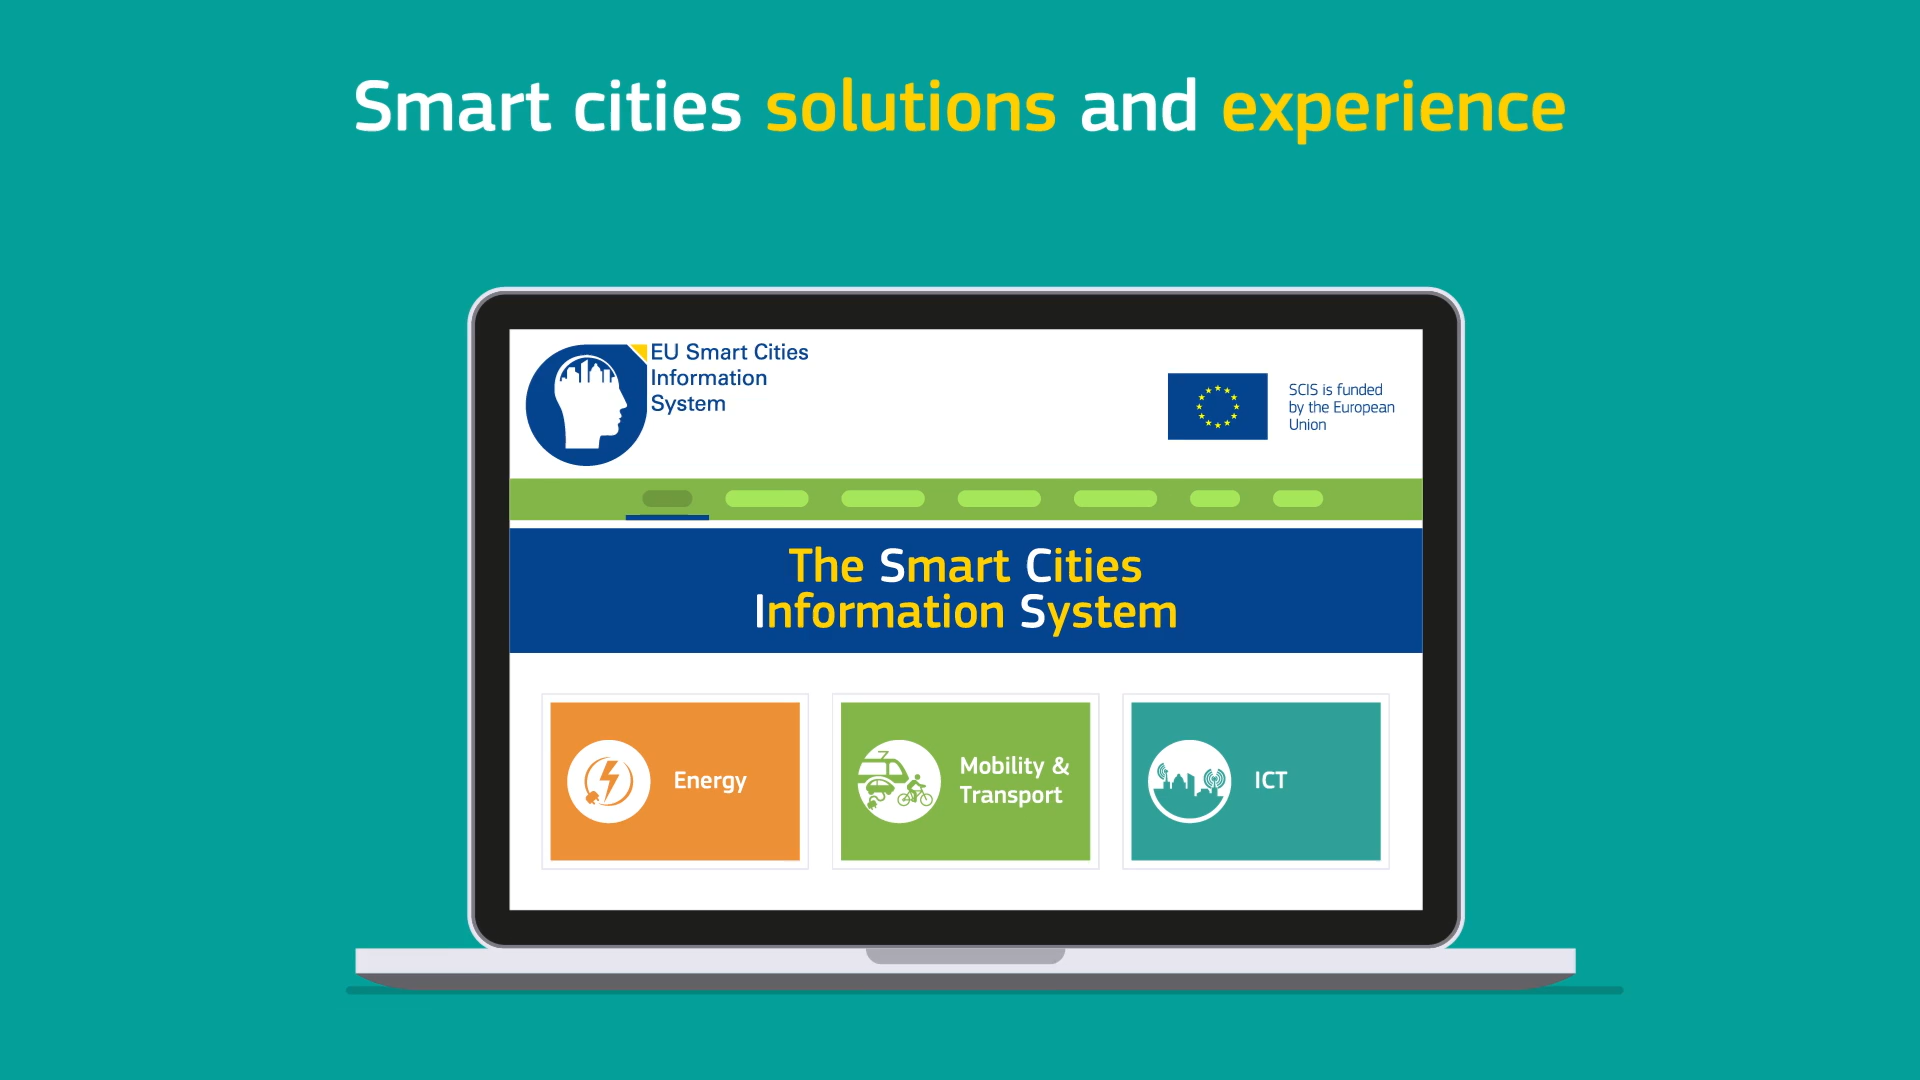 Smart cities solutions and experience
EU Smart Cities
Information
System
SCIS is funded
by the European
Union
The Smart Cities
Information System
Energy
Mobility &
Transport
ICT